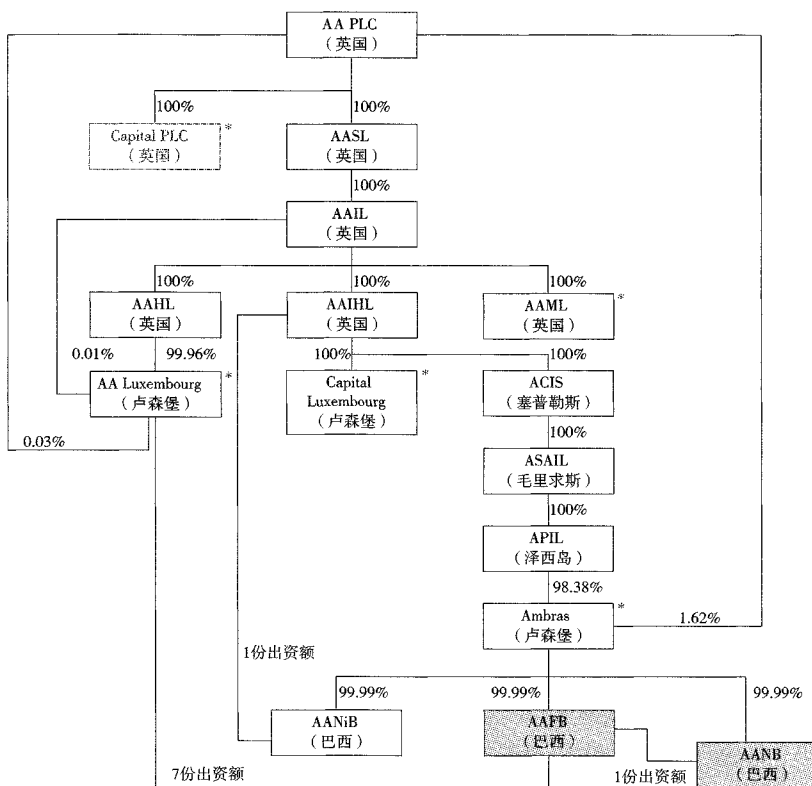 AA PLC
（英国）
100%
100%
Capital PLC
（英国）
*
AASL
（英国）
100%
AAIL
（英国）
100%
100%
100%
AAHL
（英国）
AAIHL
（英国）
AAML
（英国）
*
0.01%
99.96%
100%
100%
AA Luxembourg
（卢森堡）
*
Capital
Luxembourg
（卢森堡）
*
ACIS
（塞普勒斯）
0.03%
100%
ASAIL
（毛里求斯）
100%
APIL
（泽西岛）
98.38%
Ambras
（卢森堡）
*
1.62%
1份出资额
99.99%
99.99%
99.99%
AANiB
（巴西）
AAFB
（巴西）
AANB
（巴西）
7份出资额
1份出资额